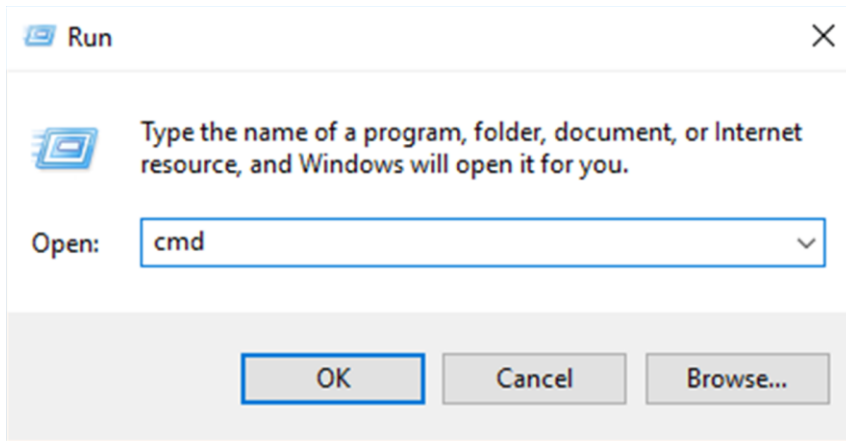 Run
Type the name of a program, folder, document, or Internet
resource, and Windows will open it for you.
Open: cmd
OK Cancel Browse...